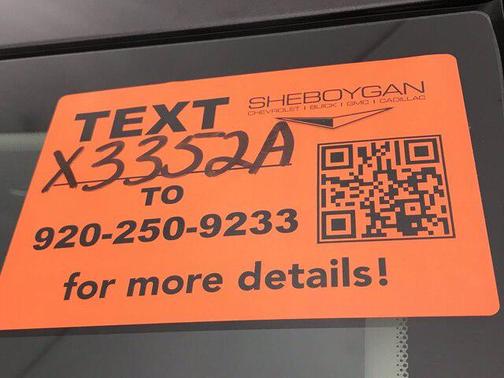 TEXT
SHEBOYGAN
CHEVROLET | BUICK | GMC | CADILLAC
X3352A
TO
920-250-9233
for more details!